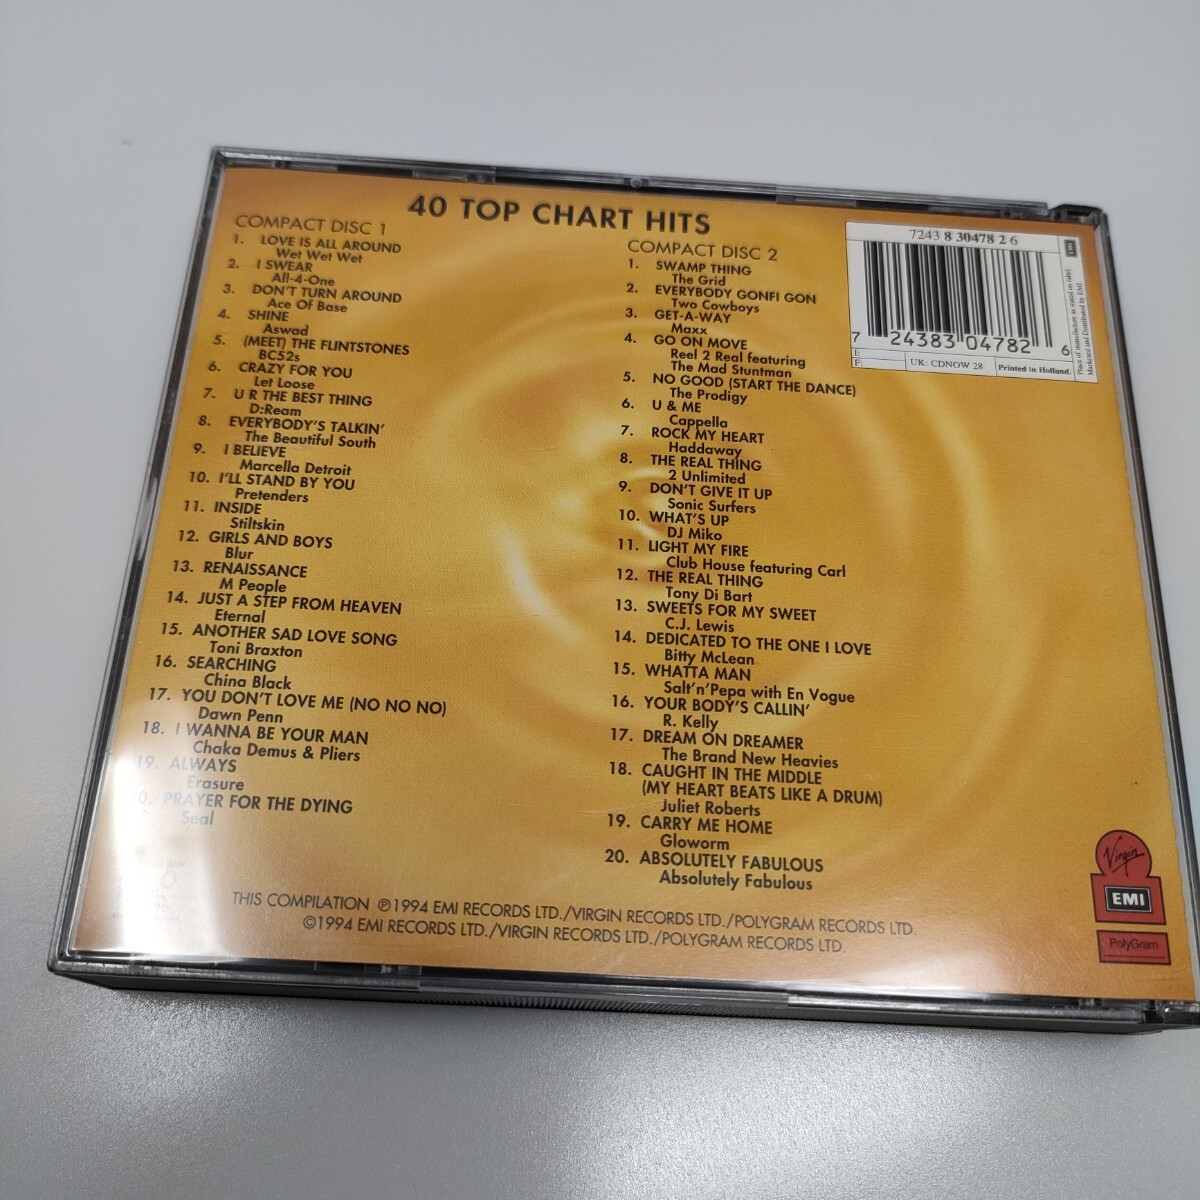 40 TOP CHART HITS
COMPACT DISC 1
1. LOVE IS ALL AROUND
Wet Wet Wet
2. I SWEAR
All-4-One
3. DON'T TURN AROUND
Ace Of Base
4. SHINE
Aswad
5. (MEET) THE FLINTSTONES
BC52s
6. CRAZY FOR YOU
Let Loose
7. U R THE BEST THING
D:Ream
8. EVERYBODY'S TALKIN'
The Beautiful South
9. I BELIEVE
Marcella Detroit
10. I'LL STAND BY YOU
Pretenders
11. INSIDE
Stiltskin
12. GIRLS AND BOYS
Blur
13. RENAISSANCE
M People
14. JUST A STEP FROM HEAVEN
Eternal
15. ANOTHER SAD LOVE SONG
Toni Braxton
16. SEARCHING
China Black
17. YOU DON'T LOVE ME (NO NO NO)
Dawn Penn
18. I WANNA BE YOUR MAN
Chaka Demus & Pliers
19. ALWAYS
Erasure
20. PRAYER FOR THE DYING
Seal
COMPACT DISC 2
1. SWAMP THING
The Grid
2. EVERYBODY GONFI GON
Two Cowboys
3. GET-A-WAY
Maxx
4. GO ON MOVE
Reel 2 Real featuring
The Mad Stuntman
5. NO GOOD (START THE DANCE)
The Prodigy
6. U & ME
Cappella
7. ROCK MY HEART
Haddaway
8. THE REAL THING
2 Unlimited
9. DON'T GIVE IT UP
Sonic Surfers
10. WHAT'S UP
DJ Miko
11. LIGHT MY FIRE
Club House featuring Carl
12. THE REAL THING
Tony Di Bart
13. SWEETS FOR MY SWEET
C.J. Lewis
14. DEDICATED TO THE ONE I LOVE
Bitty McLean
15. WHATTA MAN
Salt'n'Pepa with En Vogue
16. YOUR BODY'S CALLIN'
R. Kelly
17. DREAM ON DREAMER
The Brand New Heavies
18. CAUGHT IN THE MIDDLE
(MY HEART BEATS LIKE A DRUM)
Juliet Roberts
19. CARRY ME HOME
Gloworm
20. ABSOLUTELY FABULOUS
Absolutely Fabulous
7243 8 30478 2 6
7 24383 04782 6
I:
F:
UK: CDNOW 28
Printed in Holland.
EMI
Place of manufacture as stated on label
Marketed and Distributed by EMI
THIS COMPILATION ℗1994 EMI RECORDS LTD./VIRGIN RECORDS LTD./POLYGRAM RECORDS LTD.
©1994 EMI RECORDS LTD./VIRGIN RECORDS LTD./POLYGRAM RECORDS LTD.
Virgin
EMI
PolyGram